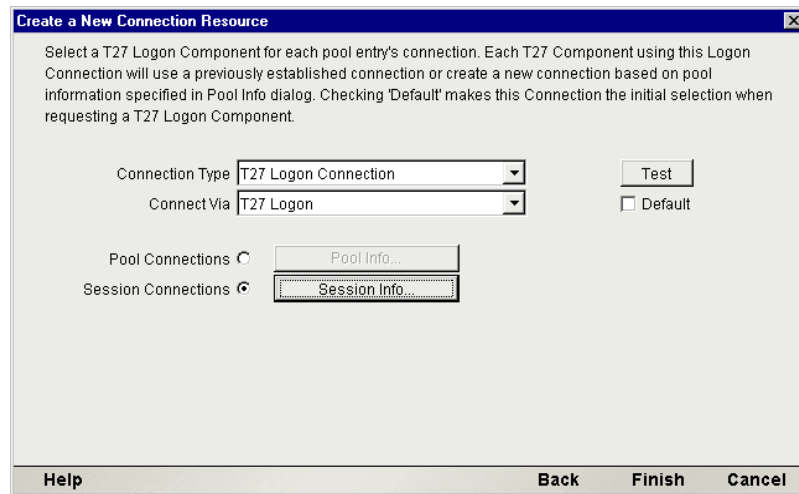 Create a New Connection Resource
Select a T27 Logon Component for each pool entry's connection. Each T27 Component using this Logon
Connection will use a previously established connection or create a new connection based on pool
information specified in Pool Info dialog. Checking 'Default' makes this Connection the initial selection when
requesting a T27 Logon Component.
Connection Type T27 Logon Connection Test
Connect Via T27 Logon Default
Pool Connections Pool Info...
Session Connections Session Info...
Help Back Finish Cancel